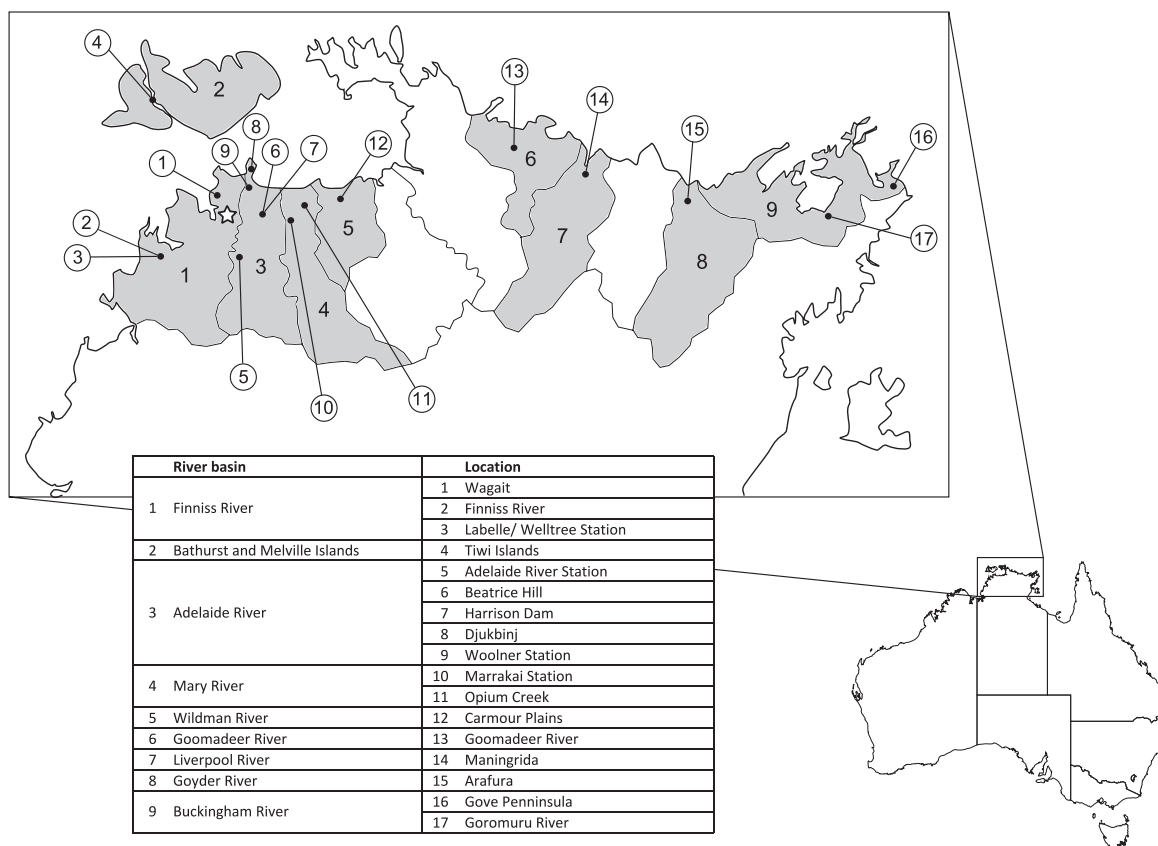 4
2
13
14
8
9
6
7
12
15
16
1
6
5
9
2
3
7
17
1
3
8
4
5
10
11
River basin Location
1 Finniss River
1 Wagait
2 Finniss River
3 Labelle/ Welltree Station
2 Bathurst and Melville Islands
4 Tiwi Islands
3 Adelaide River
5 Adelaide River Station
6 Beatrice Hill
7 Harrison Dam
8 Djukbinj
9 Woolner Station
4 Mary River
10 Marrakai Station
11 Opium Creek
5 Wildman River
12 Carmour Plains
6 Goomadeer River
13 Goomadeer River
7 Liverpool River
14 Maningrida
8 Goyder River
15 Arafura
9 Buckingham River
16 Gove Penninsula
17 Goromuru River